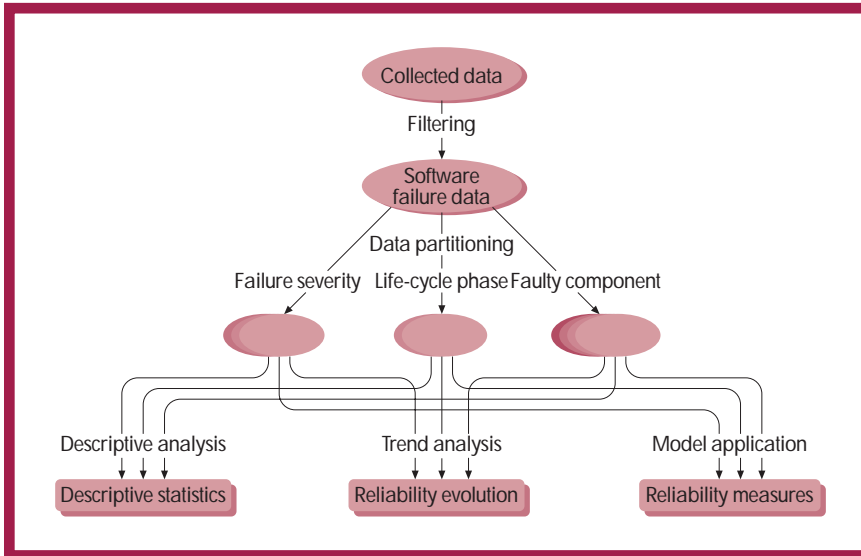 Collected data
Filtering
Software
failure data
Data partitioning
Failure severity
Life-cycle phase
Faulty component
Descriptive analysis
Trend analysis
Model application
Descriptive statistics
Reliability evolution
Reliability measures